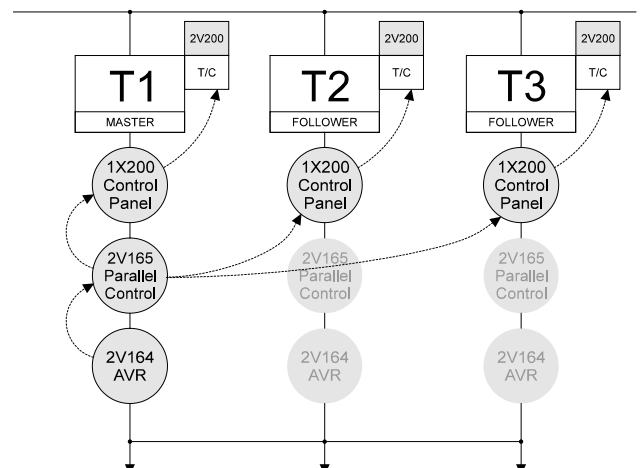 2V200
T/C
T1
MASTER
2V200
T/C
T2
FOLLOWER
2V200
T/C
T3
FOLLOWER
1X200
Control
Panel
1X200
Control
Panel
1X200
Control
Panel
2V165
Parallel
Control
2V165
Parallel
Control
2V165
Parallel
Control
2V164
AVR
2V164
AVR
2V164
AVR